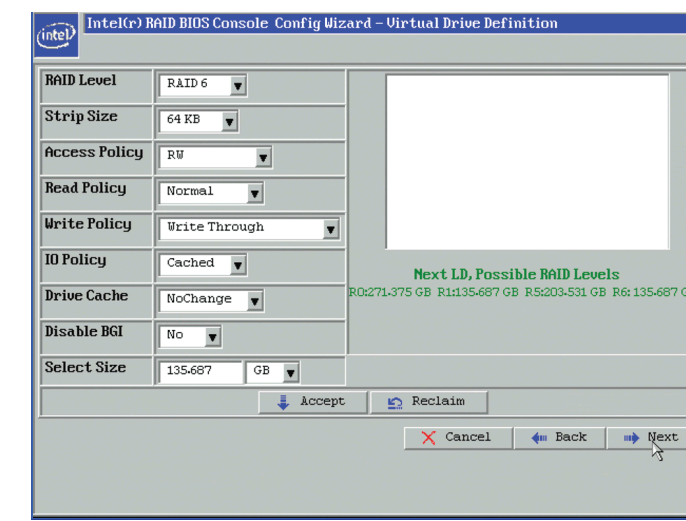 intel
Intel(r) RAID BIOS Console Config Wizard – Virtual Drive Definition
RAID Level RAID 6
Strip Size 64 KB
Access Policy RW
Read Policy Normal
Write Policy Write Through
IO Policy Cached
Drive Cache NoChange
Disable BGI No
Select Size 135.687 GB
Next LD, Possible RAID Levels
R0:271.375 GB R1:135.687 GB R5:203.531 GB R6: 135.687 G
Accept Reclaim
Cancel Back Next